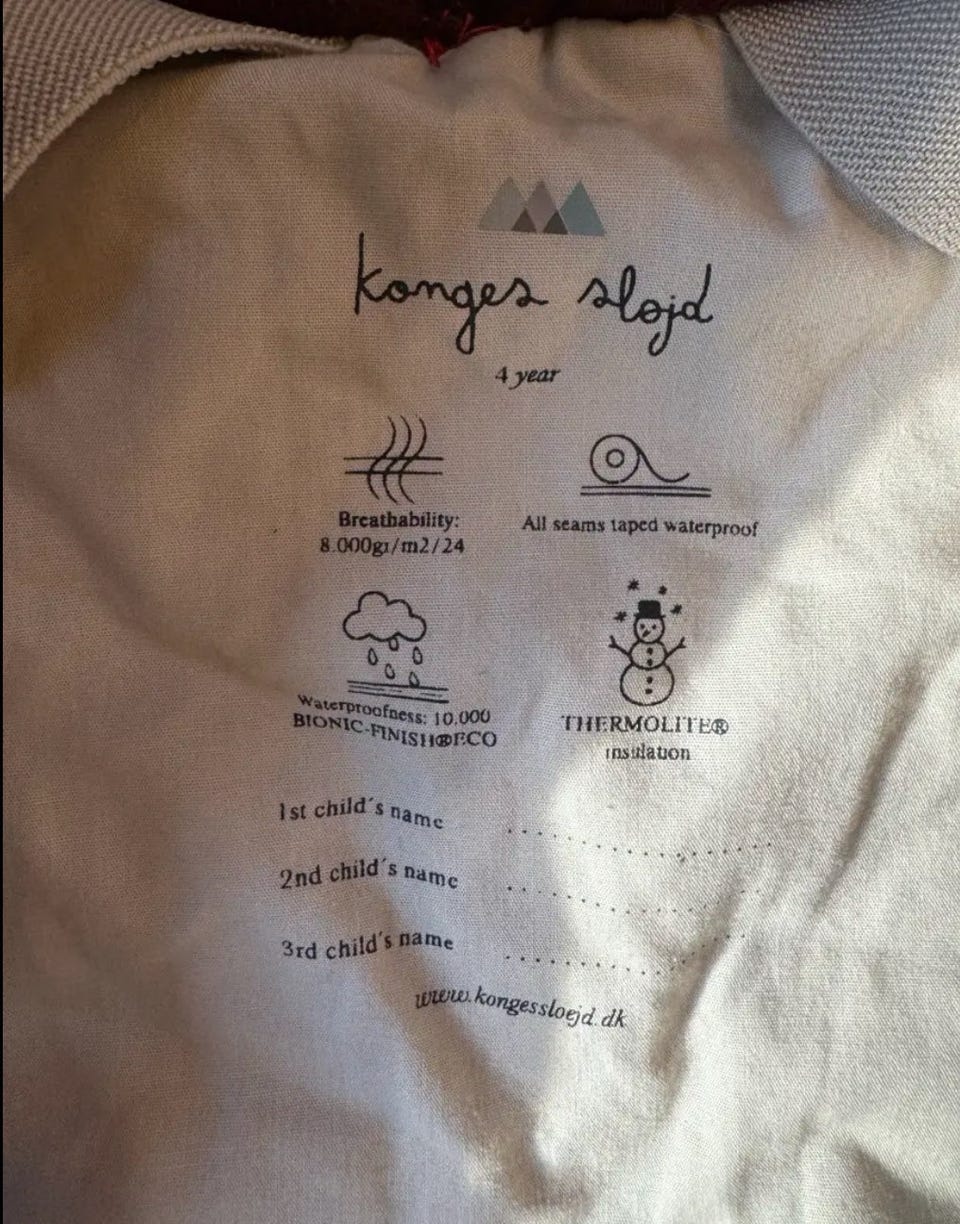 konges sløjd
4 year
Breathability:
8.000gr/m2/24
All seams taped waterproof
Waterproofness: 10.000
BIONIC-FINISH®ECO
THERMOLITE®
insulation
1st child´s name
2nd child´s name
3rd child´s name
www.kongessloejd.dk